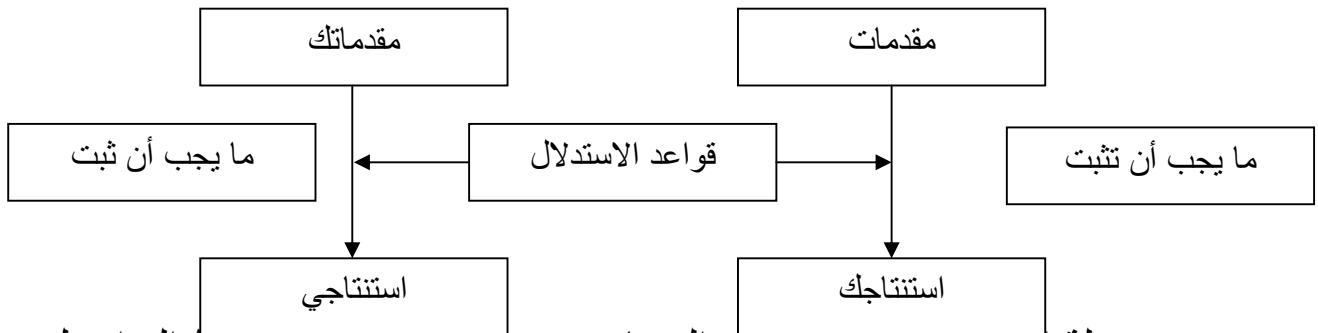 مقدمات
مقدماتك
ما يجب أن تثبت
قواعد الاستدلال
ما يجب أن ثبت
استنتاجك
استنتاجي